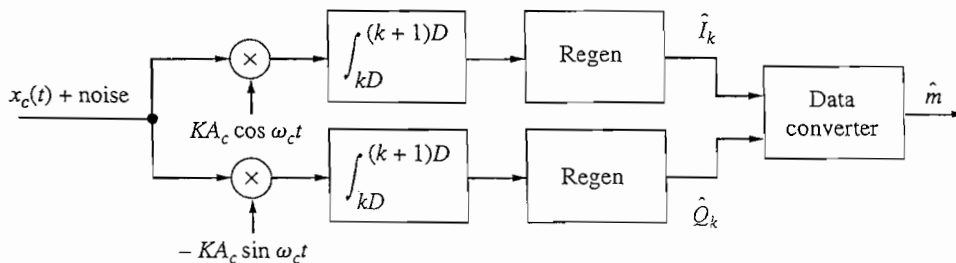 ∫_{kD}^{(k + 1)D}
Regen
Î_k
x_c(t) + noise
KA_c cos ω_c t
Data
converter
m̂
∫_{kD}^{(k + 1)D}
Regen
Q̂_k
− KA_c sin ω_c t
×
×